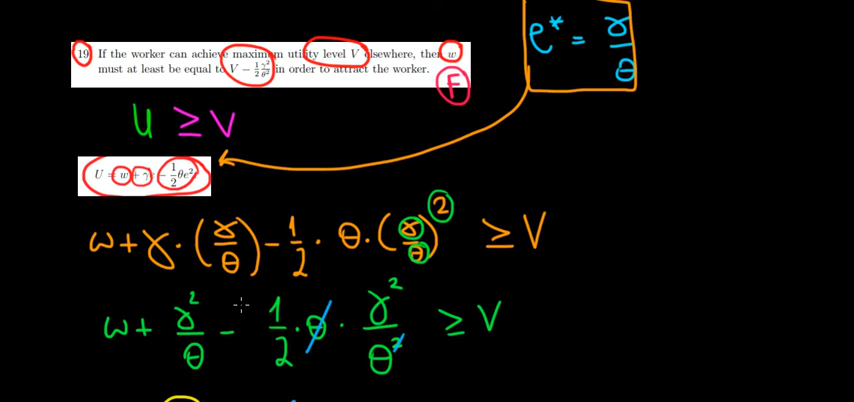 e* = γ/θ
19. If the worker can achieve maximum utility level V elsewhere, then w
must at least be equal to V − 1/2 γ²/θ² in order to attract the worker.
F
U ≥ V
U = w + γe − 1/2 θe²
w + γ · (γ/θ) − 1/2 · θ · (γ/θ)² ≥ V
w + γ²/θ − 1/2 · θ · γ²/θ² ≥ V